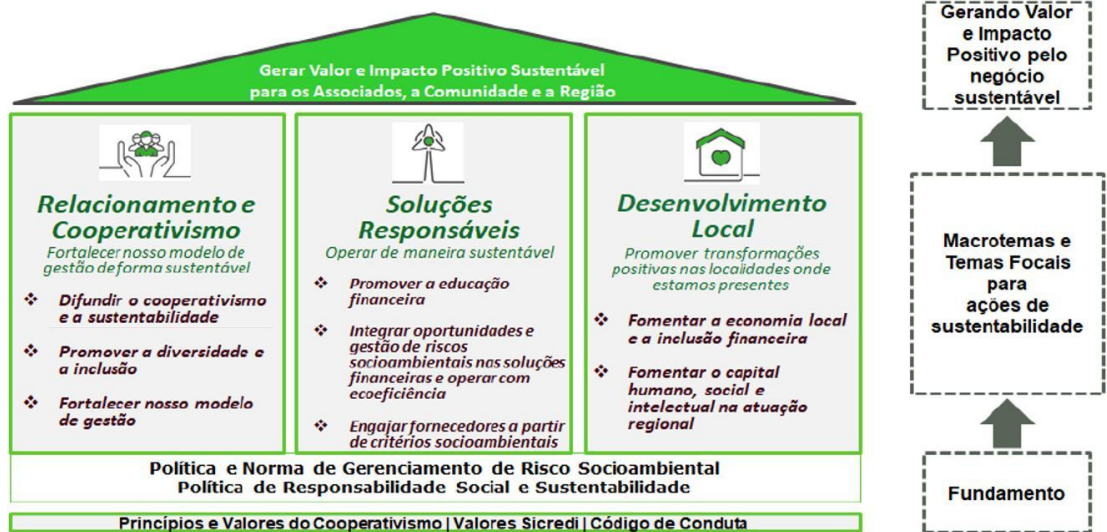 Gerar Valor e Impacto Positivo Sustentável
para os Associados, a Comunidade e a Região
Relacionamento e
Cooperativismo
Fortalecer nosso modelo de
gestão de forma sustentável
❖ Difundir o cooperativismo
e a sustentabilidade
❖ Promover a diversidade e
a inclusão
❖ Fortalecer nosso modelo
de gestão
Soluções
Responsáveis
Operar de maneira sustentável
❖ Promover a educação
financeira
❖ Integrar oportunidades e
gestão de riscos
socioambientais nas soluções
financeiras e operar com
ecoeficiência
❖ Engajar fornecedores a partir
de critérios socioambientais
Desenvolvimento
Local
Promover transformações
positivas nas localidades onde
estamos presentes
❖ Fomentar a economia local
e a inclusão financeira
❖ Fomentar o capital
humano, social e
intelectual na atuação
regional
Política e Norma de Gerenciamento de Risco Socioambiental
Política de Responsabilidade Social e Sustentabilidade
Princípios e Valores do Cooperativismo | Valores Sicredi | Código de Conduta
Gerando Valor
e Impacto
Positivo pelo
negócio
sustentável
Macrotemas e
Temas Focais
para
ações de
sustentabilidade
Fundamento